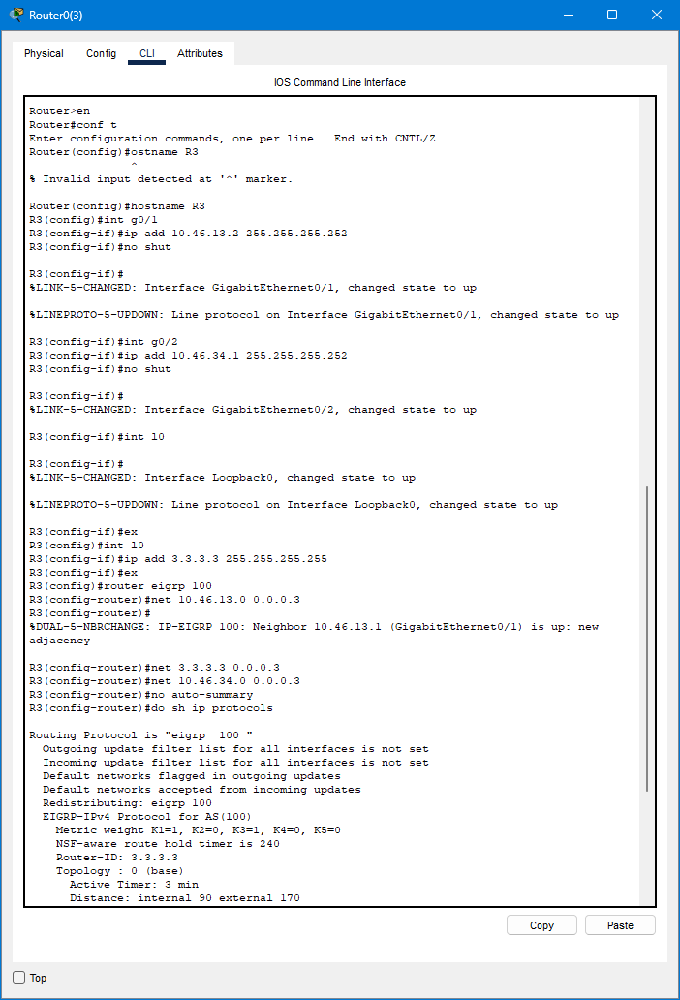 Router0(3)
Physical Config CLI Attributes
IOS Command Line Interface
Router>en
Router#conf t
Enter configuration commands, one per line.  End with CNTL/Z.
Router(config)#ostname R3
^
% Invalid input detected at '^' marker.
Router(config)#hostname R3
R3(config)#int g0/1
R3(config-if)#ip add 10.46.13.2 255.255.255.252
R3(config-if)#no shut
R3(config-if)#
%LINK-5-CHANGED: Interface GigabitEthernet0/1, changed state to up
%LINEPROTO-5-UPDOWN: Line protocol on Interface GigabitEthernet0/1, changed state to up
R3(config-if)#int g0/2
R3(config-if)#ip add 10.46.34.1 255.255.255.252
R3(config-if)#no shut
R3(config-if)#
%LINK-5-CHANGED: Interface GigabitEthernet0/2, changed state to up
R3(config-if)#int l0
R3(config-if)#
%LINK-5-CHANGED: Interface Loopback0, changed state to up
%LINEPROTO-5-UPDOWN: Line protocol on Interface Loopback0, changed state to up
R3(config-if)#ex
R3(config)#int l0
R3(config-if)#ip add 3.3.3.3 255.255.255.255
R3(config-if)#ex
R3(config)#router eigrp 100
R3(config-router)#net 10.46.13.0 0.0.0.3
R3(config-router)#
%DUAL-5-NBRCHANGE: IP-EIGRP 100: Neighbor 10.46.13.1 (GigabitEthernet0/1) is up: new
adjacency
R3(config-router)#net 3.3.3.3 0.0.0.3
R3(config-router)#net 10.46.34.0 0.0.0.3
R3(config-router)#no auto-summary
R3(config-router)#do sh ip protocols
Routing Protocol is "eigrp  100 "
Outgoing update filter list for all interfaces is not set
Incoming update filter list for all interfaces is not set
Default networks flagged in outgoing updates
Default networks accepted from incoming updates
Redistributing: eigrp 100
EIGRP-IPv4 Protocol for AS(100)
Metric weight K1=1, K2=0, K3=1, K4=0, K5=0
NSF-aware route hold timer is 240
Router-ID: 3.3.3.3
Topology : 0 (base)
Active Timer: 3 min
Distance: internal 90 external 170
Copy Paste
Top